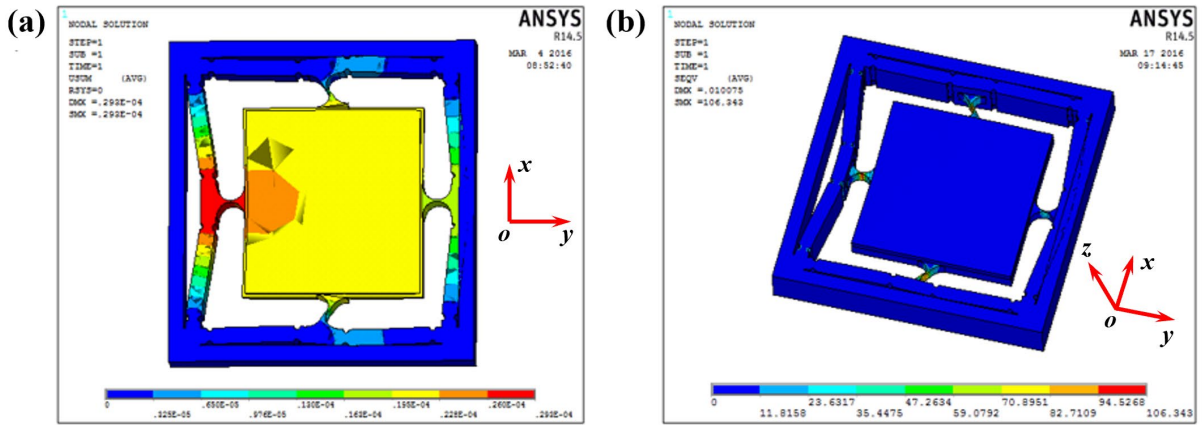 (a)
1
NODAL SOLUTION
STEP=1
SUB =1
TIME=1
USUM (AVG)
RSYS=0
DMX =.293E-04
SMX =.293E-04
ANSYS
R14.5
MAR 4 2016
08:52:40
x
o
y
0
.325E-05
.650E-05
.976E-05
.130E-04
.163E-04
.195E-04
.228E-04
.260E-04
.293E-04
(b)
1
NODAL SOLUTION
STEP=1
SUB =1
TIME=1
SEQV (AVG)
DMX =.010075
SMX =106.343
ANSYS
R14.5
MAR 17 2016
09:14:45
z
x
o
y
0
11.8158
23.6317
35.4475
47.2634
59.0792
70.8951
82.7109
94.5268
106.343